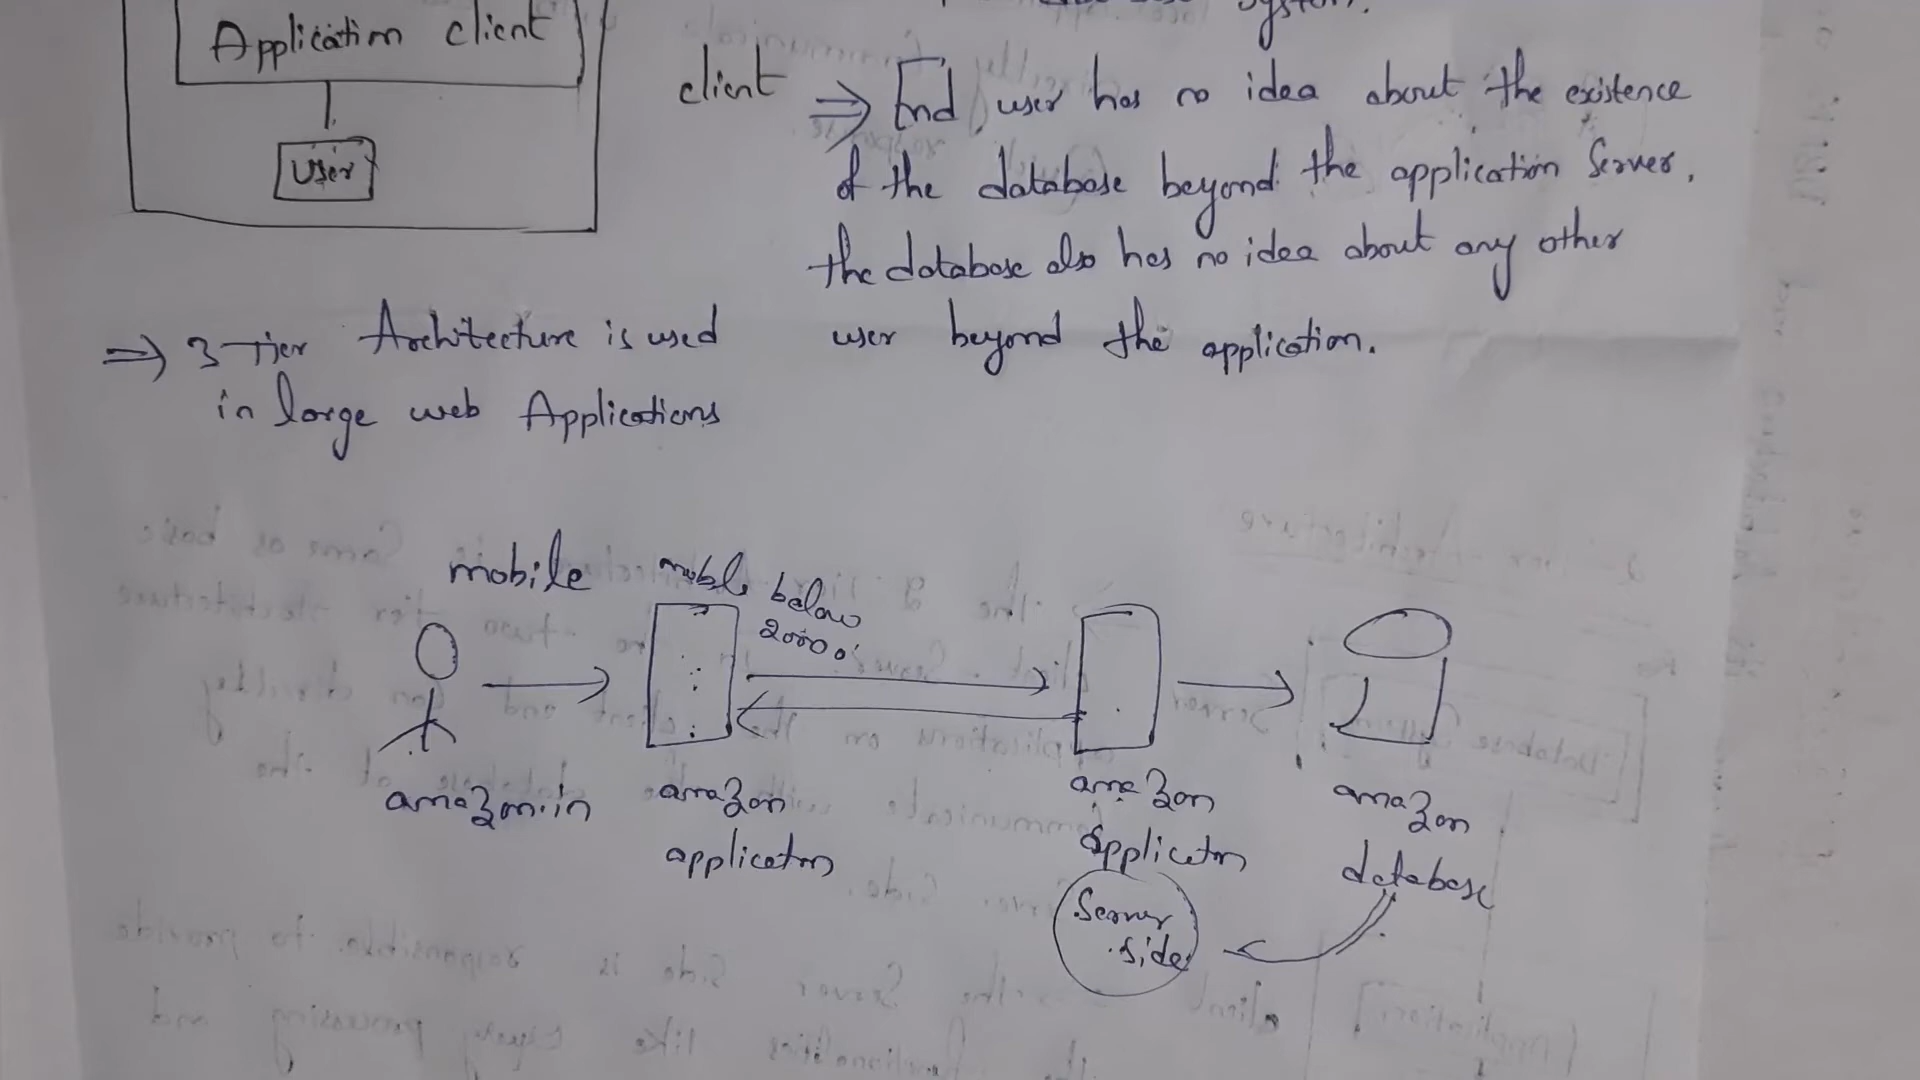 System.
Application client
client
User
⇒ End user has no idea about the existence
of the database beyond the application Server.
the database also has no idea about any other
user beyond the application.
⇒ 3-Tier Architecture is used
in large web Applications
mobile
below
amazon.in
amazon
application
amazon
application
Server
side
amazon
database